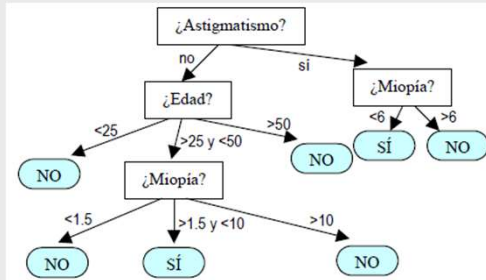 ¿Astigmatismo?
no
sí
¿Edad?
¿Miopía?
<25
>25 y <50
>50
<6
>6
NO
NO
SÍ
NO
¿Miopía?
<1.5
>1.5 y <10
>10
NO
SÍ
NO